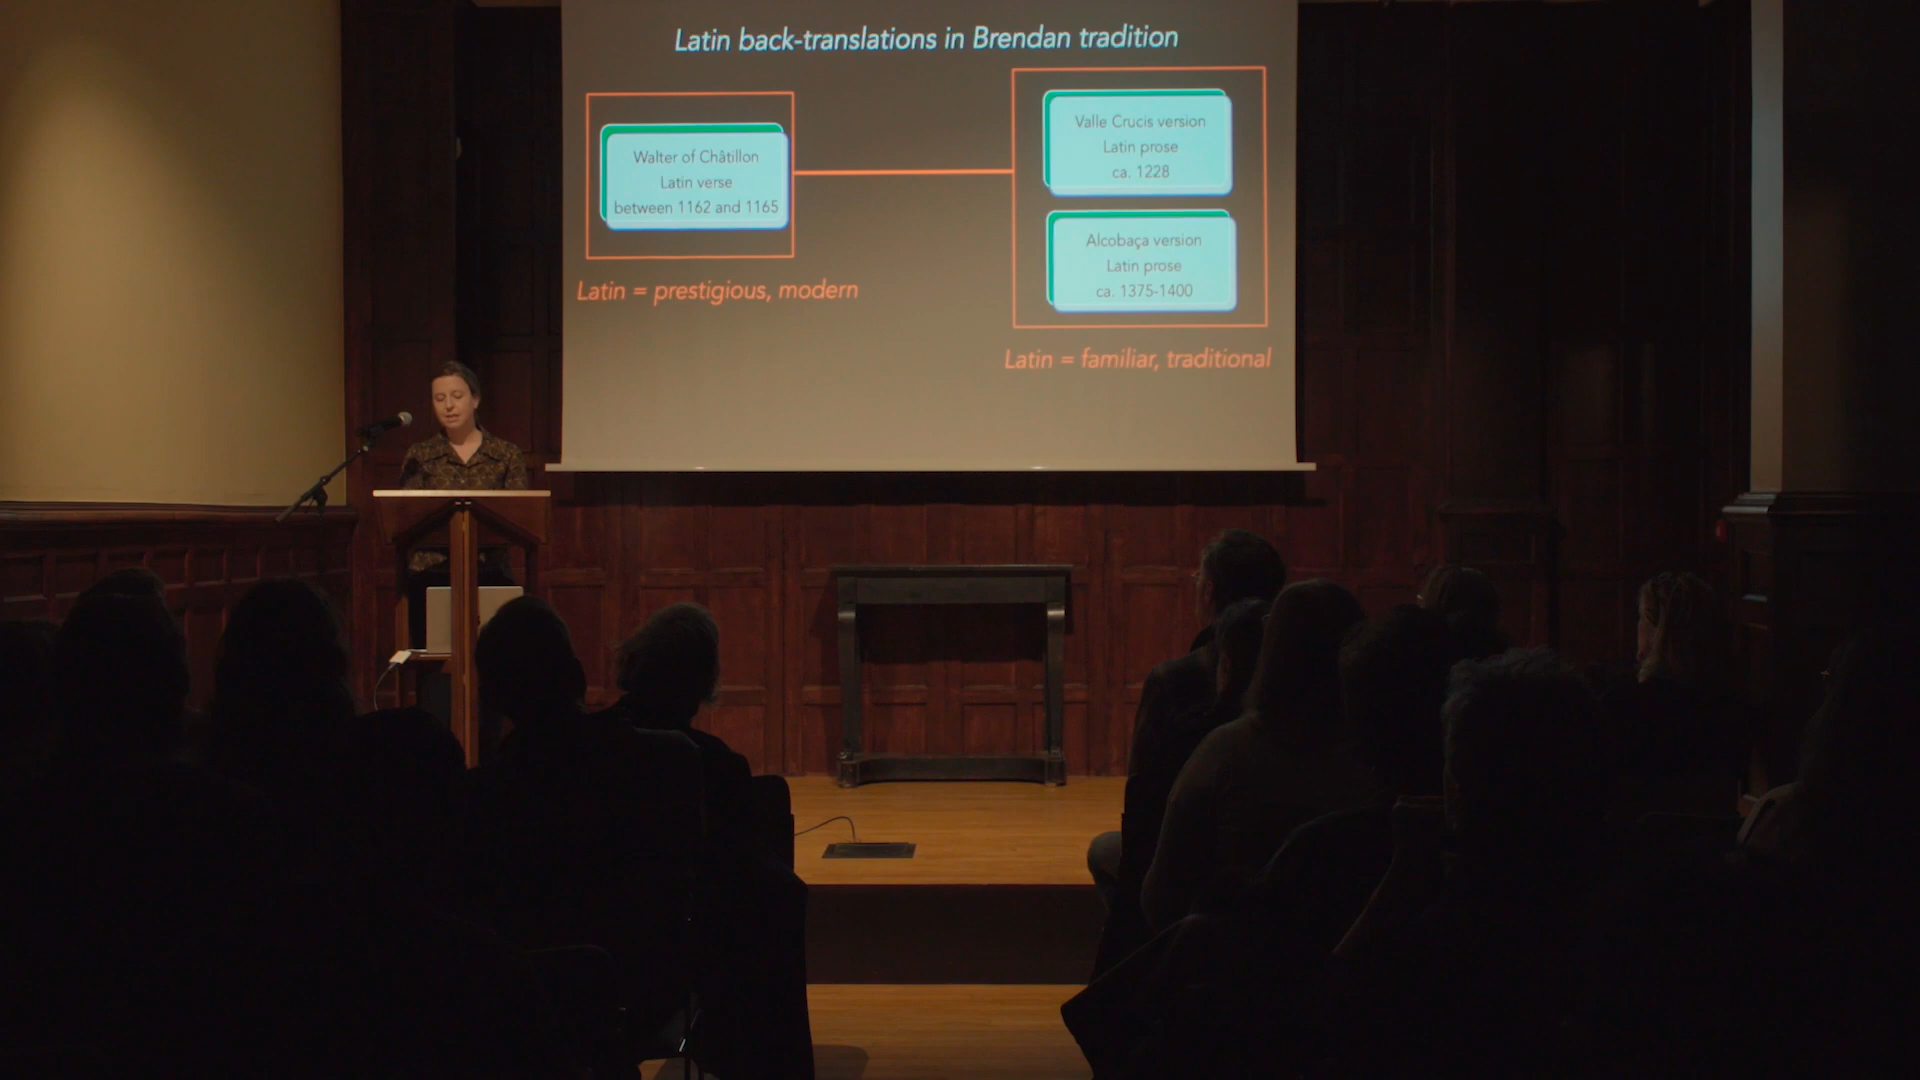 Latin back-translations in Brendan tradition
Walter of Châtillon
Latin verse
between 1162 and 1165
Latin = prestigious, modern
Valle Crucis version
Latin prose
ca. 1228
Alcobaça version
Latin prose
ca. 1375-1400
Latin = familiar, traditional